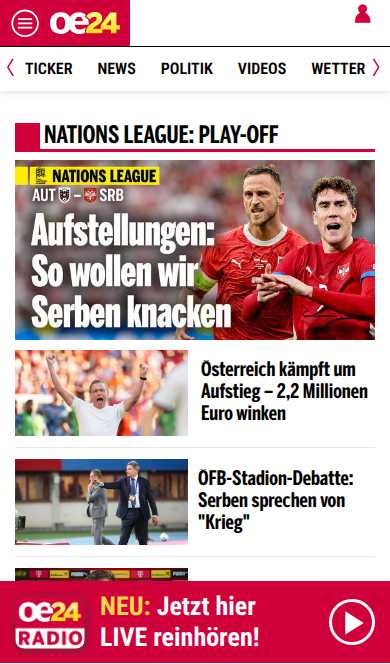 oe24
TICKER NEWS POLITIK VIDEOS WETTER
NATIONS LEAGUE: PLAY-OFF
NATIONS LEAGUE
AUT – SRB
Aufstellungen:
So wollen wir
Serben knacken
Österreich kämpft um
Aufstieg – 2,2 Millionen
Euro winken
ÖFB-Stadion-Debatte:
Serben sprechen von
"Krieg"
oe24
RADIO
NEU: Jetzt hier
LIVE reinhören!